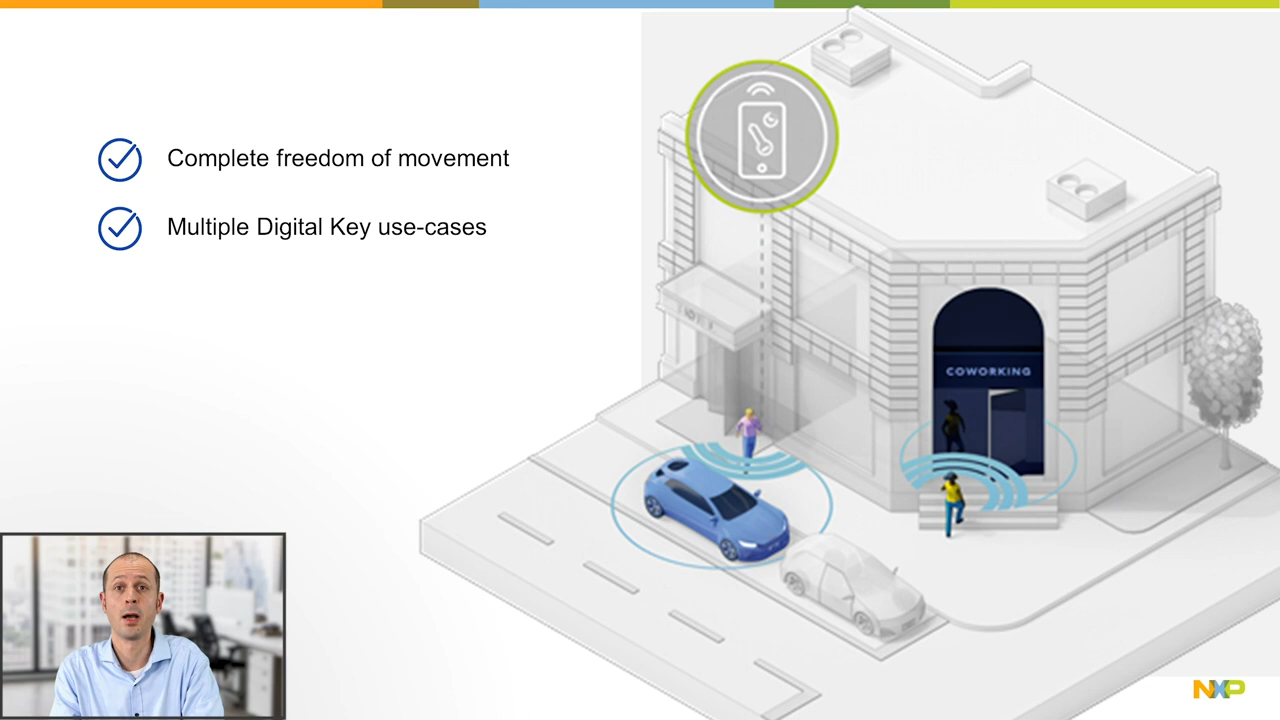 Complete freedom of movement
Multiple Digital Key use-cases
COWORKING
NXP